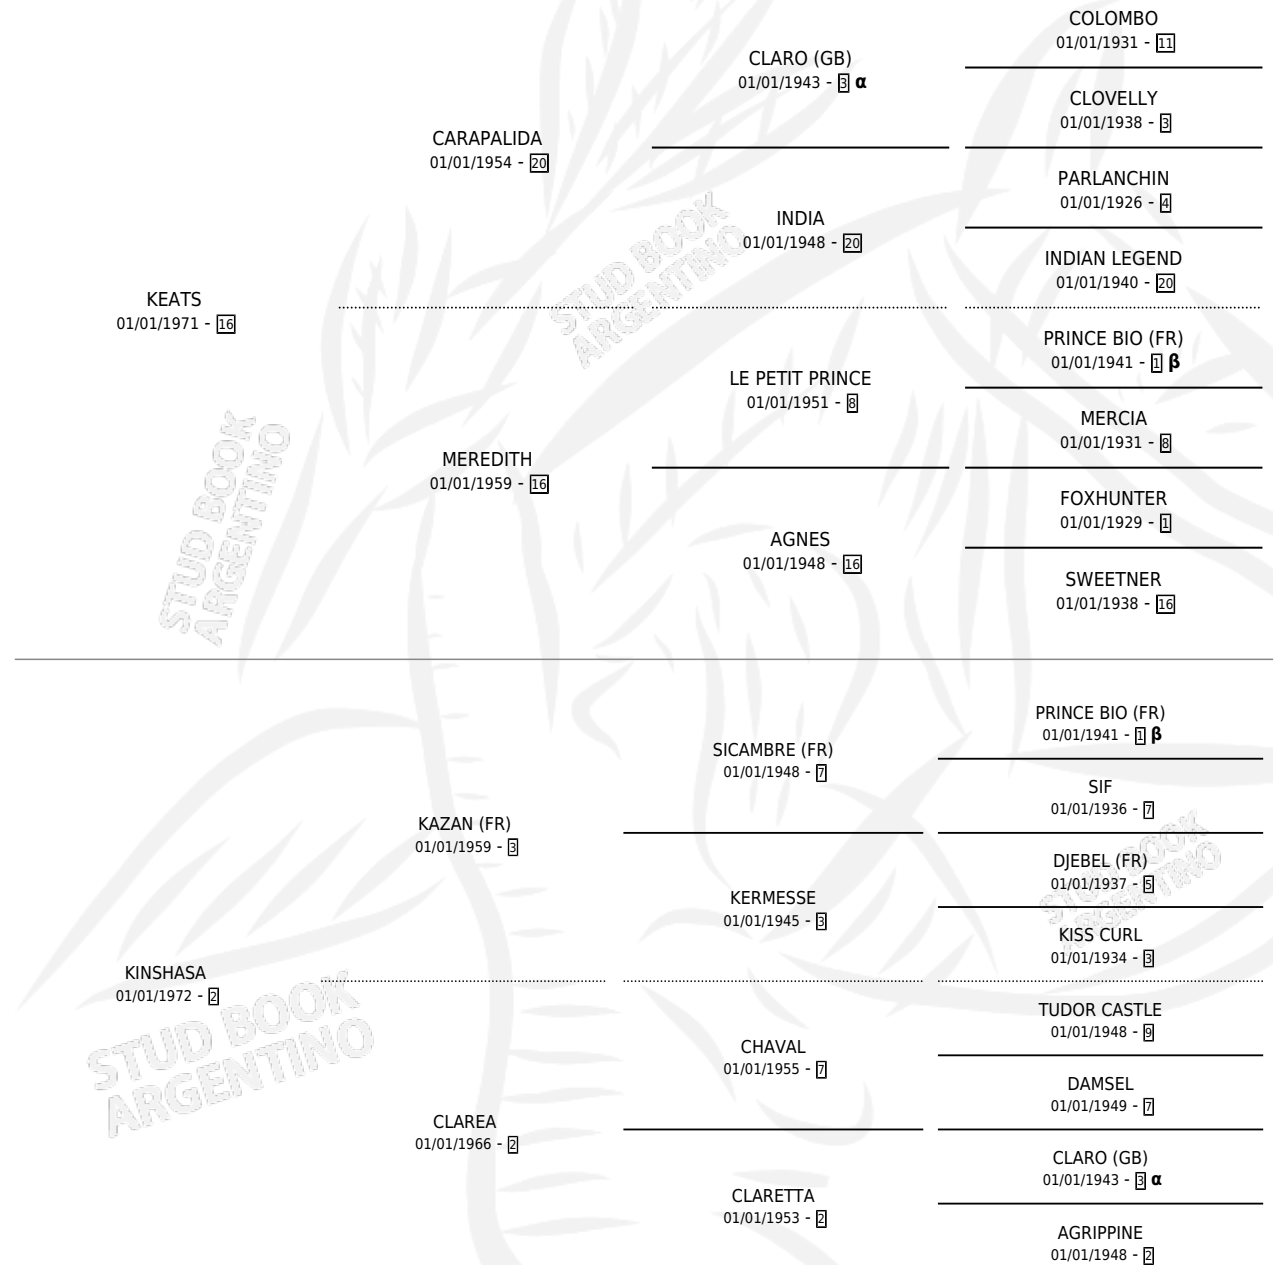 COLOMBO
01/01/1931 - 11
CLARO (GB)
01/01/1943 - 3 α
CLOVELLY
01/01/1938 - 3
CARAPALIDA
01/01/1954 - 20
PARLANCHIN
01/01/1926 - 4
INDIA
01/01/1948 - 20
INDIAN LEGEND
01/01/1940 - 20
KEATS
01/01/1971 - 16
PRINCE BIO (FR)
01/01/1941 - 1 β
LE PETIT PRINCE
01/01/1951 - 8
MERCIA
01/01/1931 - 8
MEREDITH
01/01/1959 - 16
FOXHUNTER
01/01/1929 - 1
AGNES
01/01/1948 - 16
SWEETNER
01/01/1938 - 16
STUD BOOK
ARGENTINO
STUD BOOK
ARGENTINO
PRINCE BIO (FR)
01/01/1941 - 1 β
SICAMBRE (FR)
01/01/1948 - 7
SIF
01/01/1936 - 7
KAZAN (FR)
01/01/1959 - 3
DJEBEL (FR)
01/01/1937 - 5
KERMESSE
01/01/1945 - 3
KISS CURL
01/01/1934 - 3
KINSHASA
01/01/1972 - 2
TUDOR CASTLE
01/01/1948 - 9
CHAVAL
01/01/1955 - 7
DAMSEL
01/01/1949 - 7
CLAREA
01/01/1966 - 2
CLARO (GB)
01/01/1943 - 3 α
CLARETTA
01/01/1953 - 2
AGRIPPINE
01/01/1948 - 2
STUD BOOK
ARGENTINO
STUD BOOK
ARGENTINO